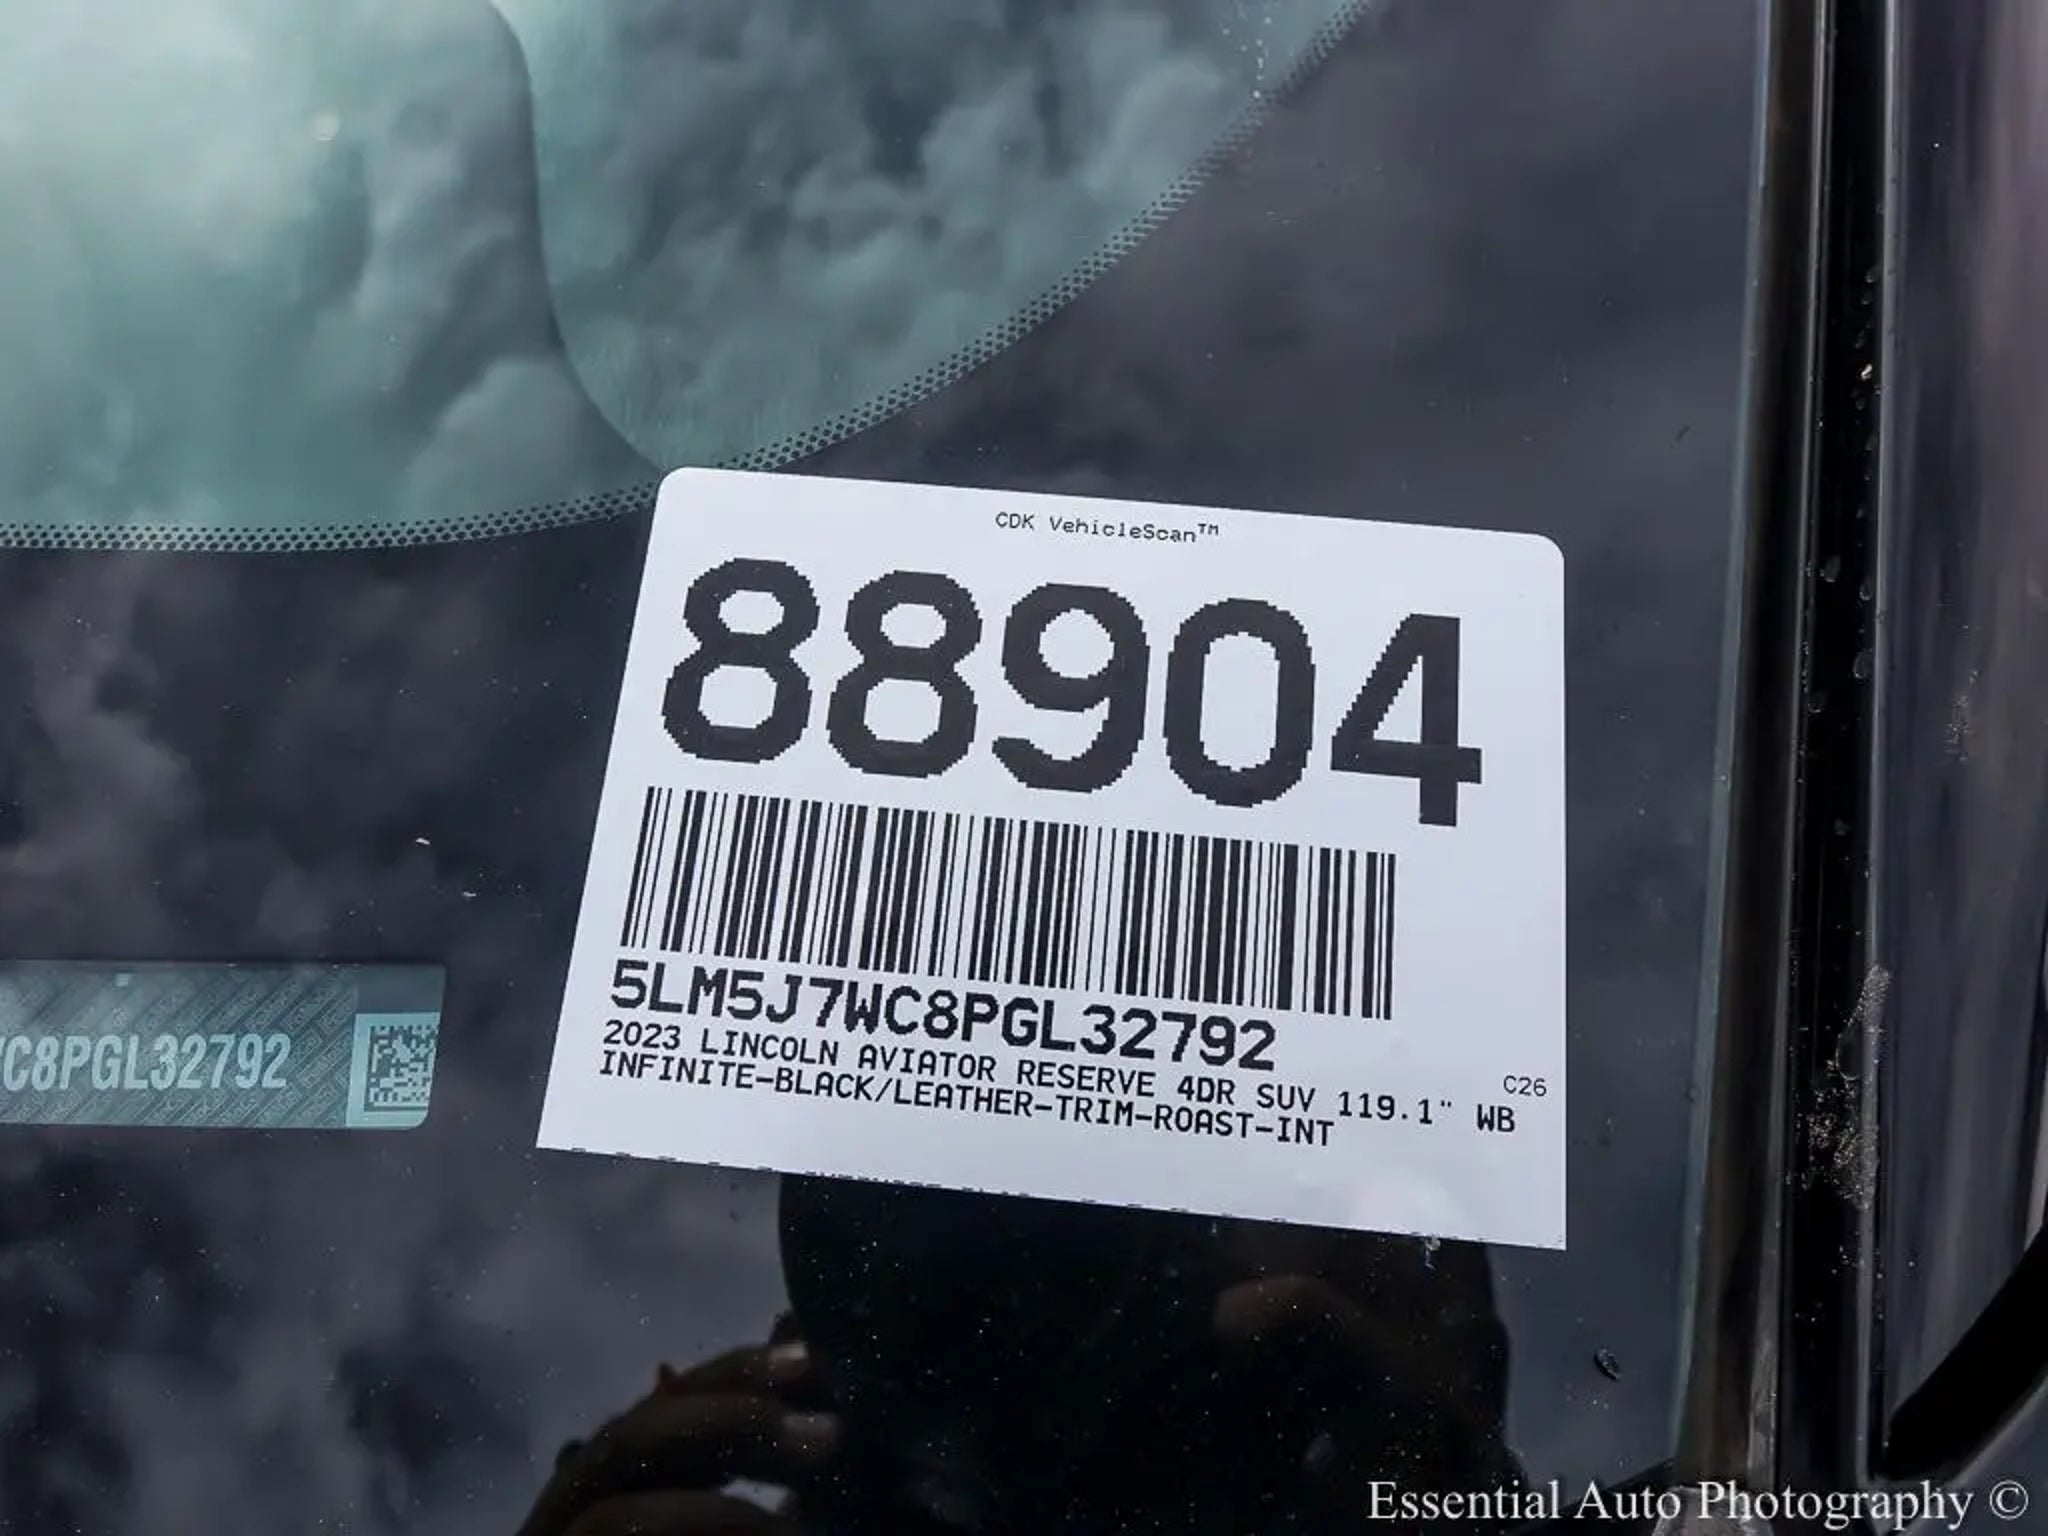 CDK VehicleScan™
88904
5LM5J7WC8PGL32792
2023 LINCOLN AVIATOR RESERVE 4DR SUV 119.1" WB
C26
INFINITE-BLACK/LEATHER-TRIM-ROAST-INT
C8PGL32792
Essential Auto Photography ©